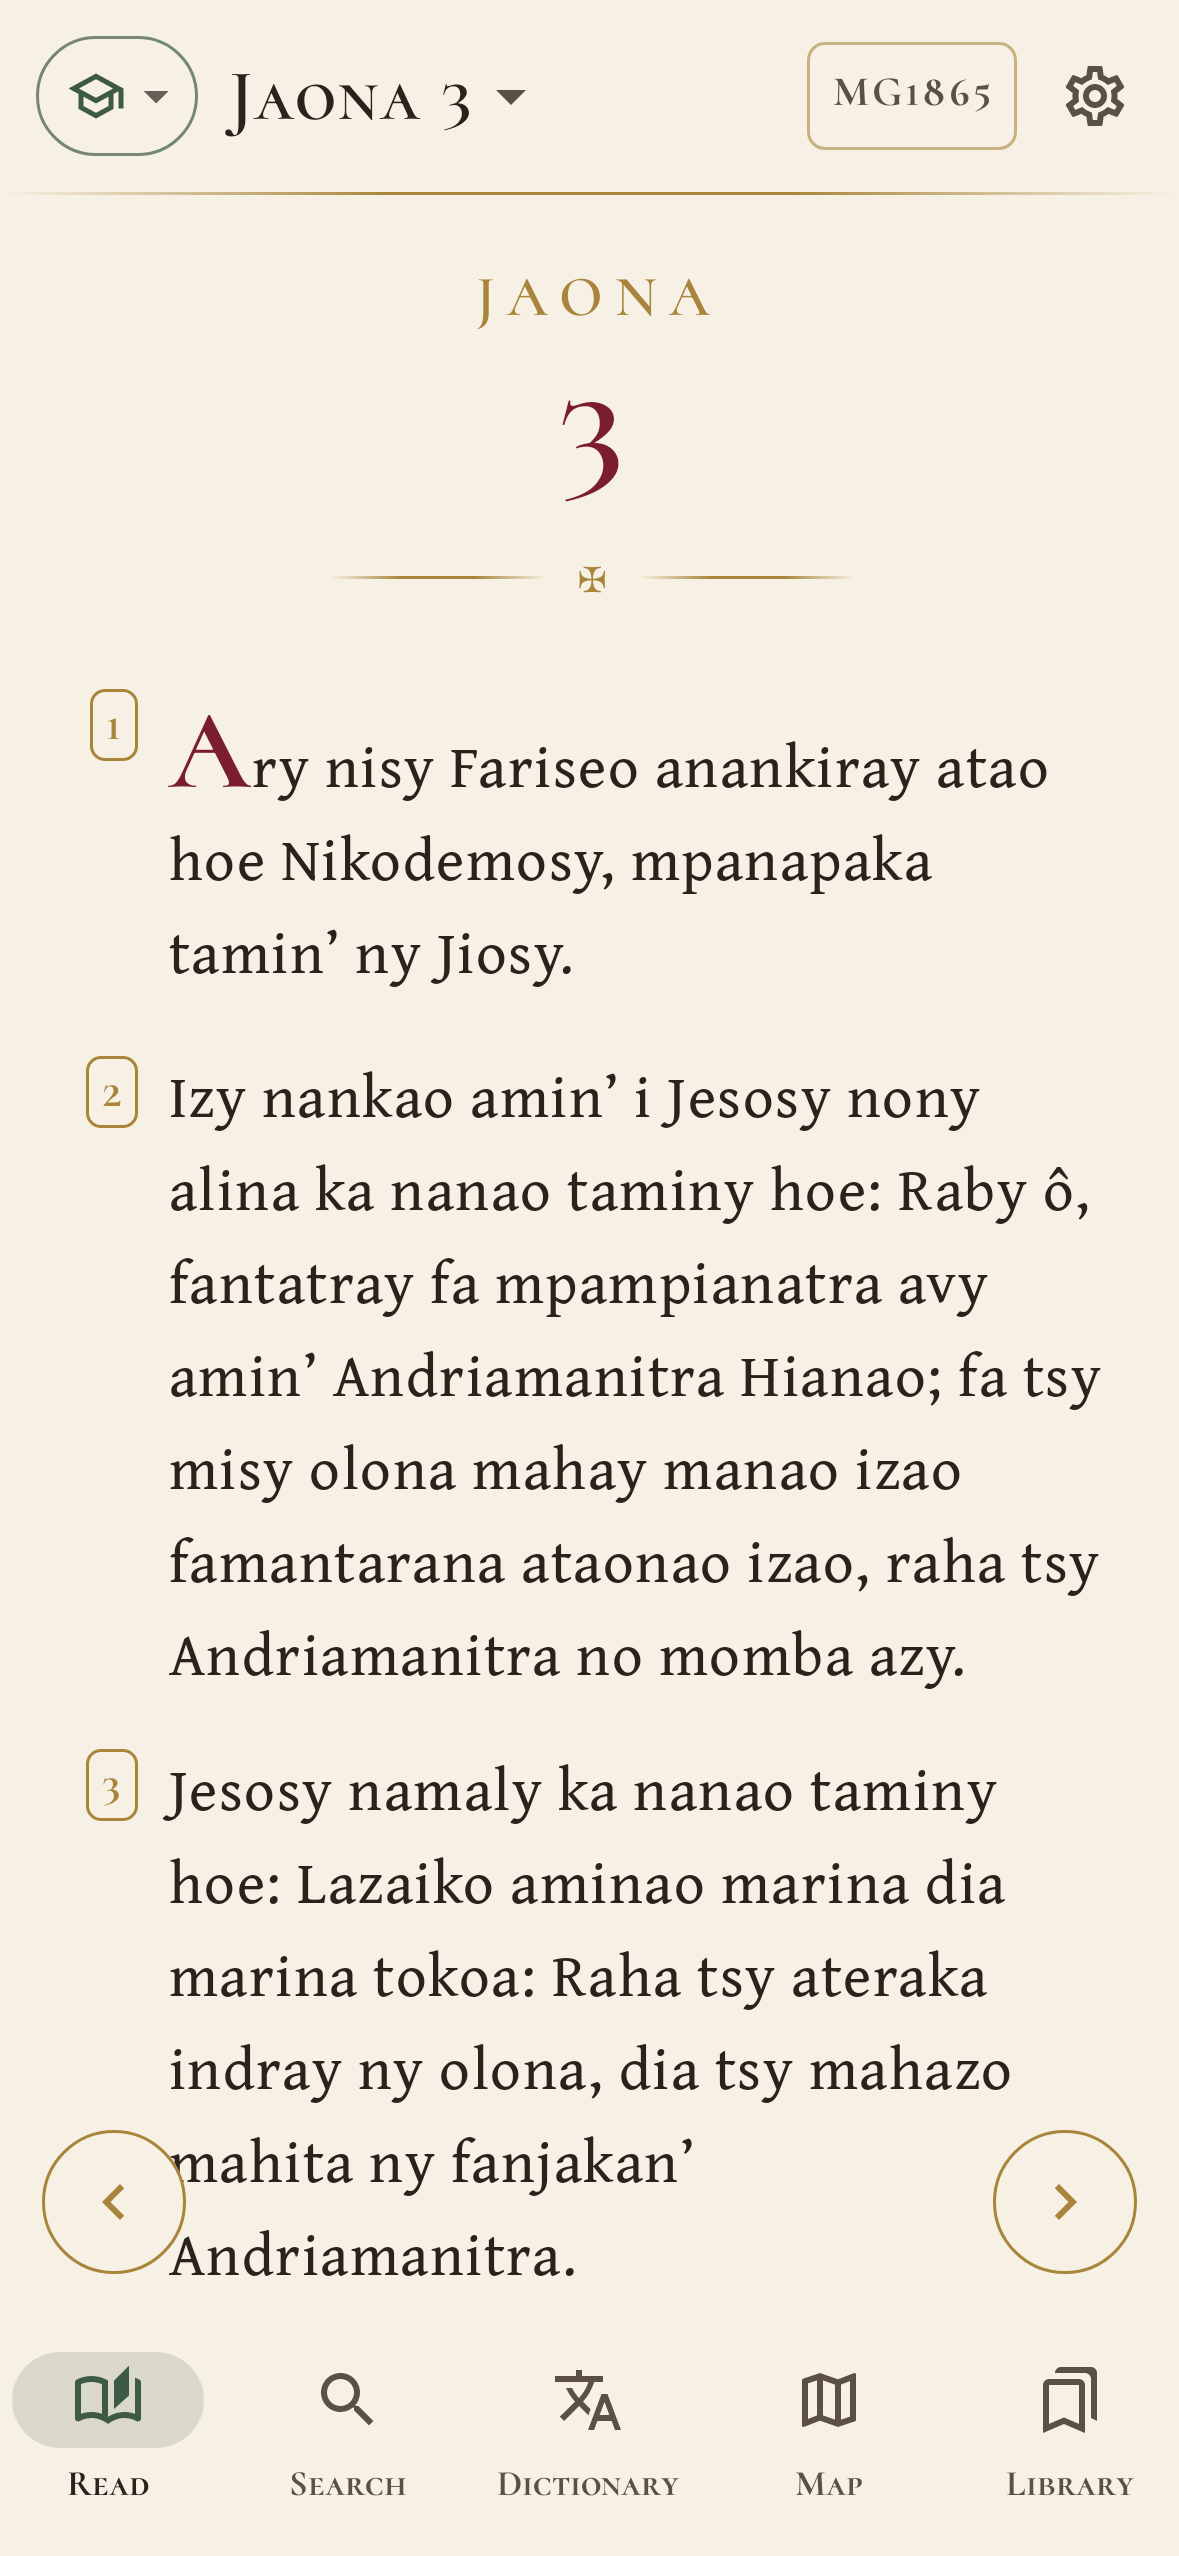 Jaona 3
MG1865
JAONA
3
1
Ary nisy Fariseo anankiray atao
hoe Nikodemosy, mpanapaka
tamin’ ny Jiosy.
2
Izy nankao amin’ i Jesosy nony
alina ka nanao taminy hoe: Raby ô,
fantatray fa mpampianatra avy
amin’ Andriamanitra Hianao; fa tsy
misy olona mahay manao izao
famantarana ataonao izao, raha tsy
Andriamanitra no momba azy.
3
Jesosy namaly ka nanao taminy
hoe: Lazaiko aminao marina dia
marina tokoa: Raha tsy ateraka
indray ny olona, dia tsy mahazo
mahita ny fanjakan’
Andriamanitra.
Read
Search
Dictionary
Map
Library